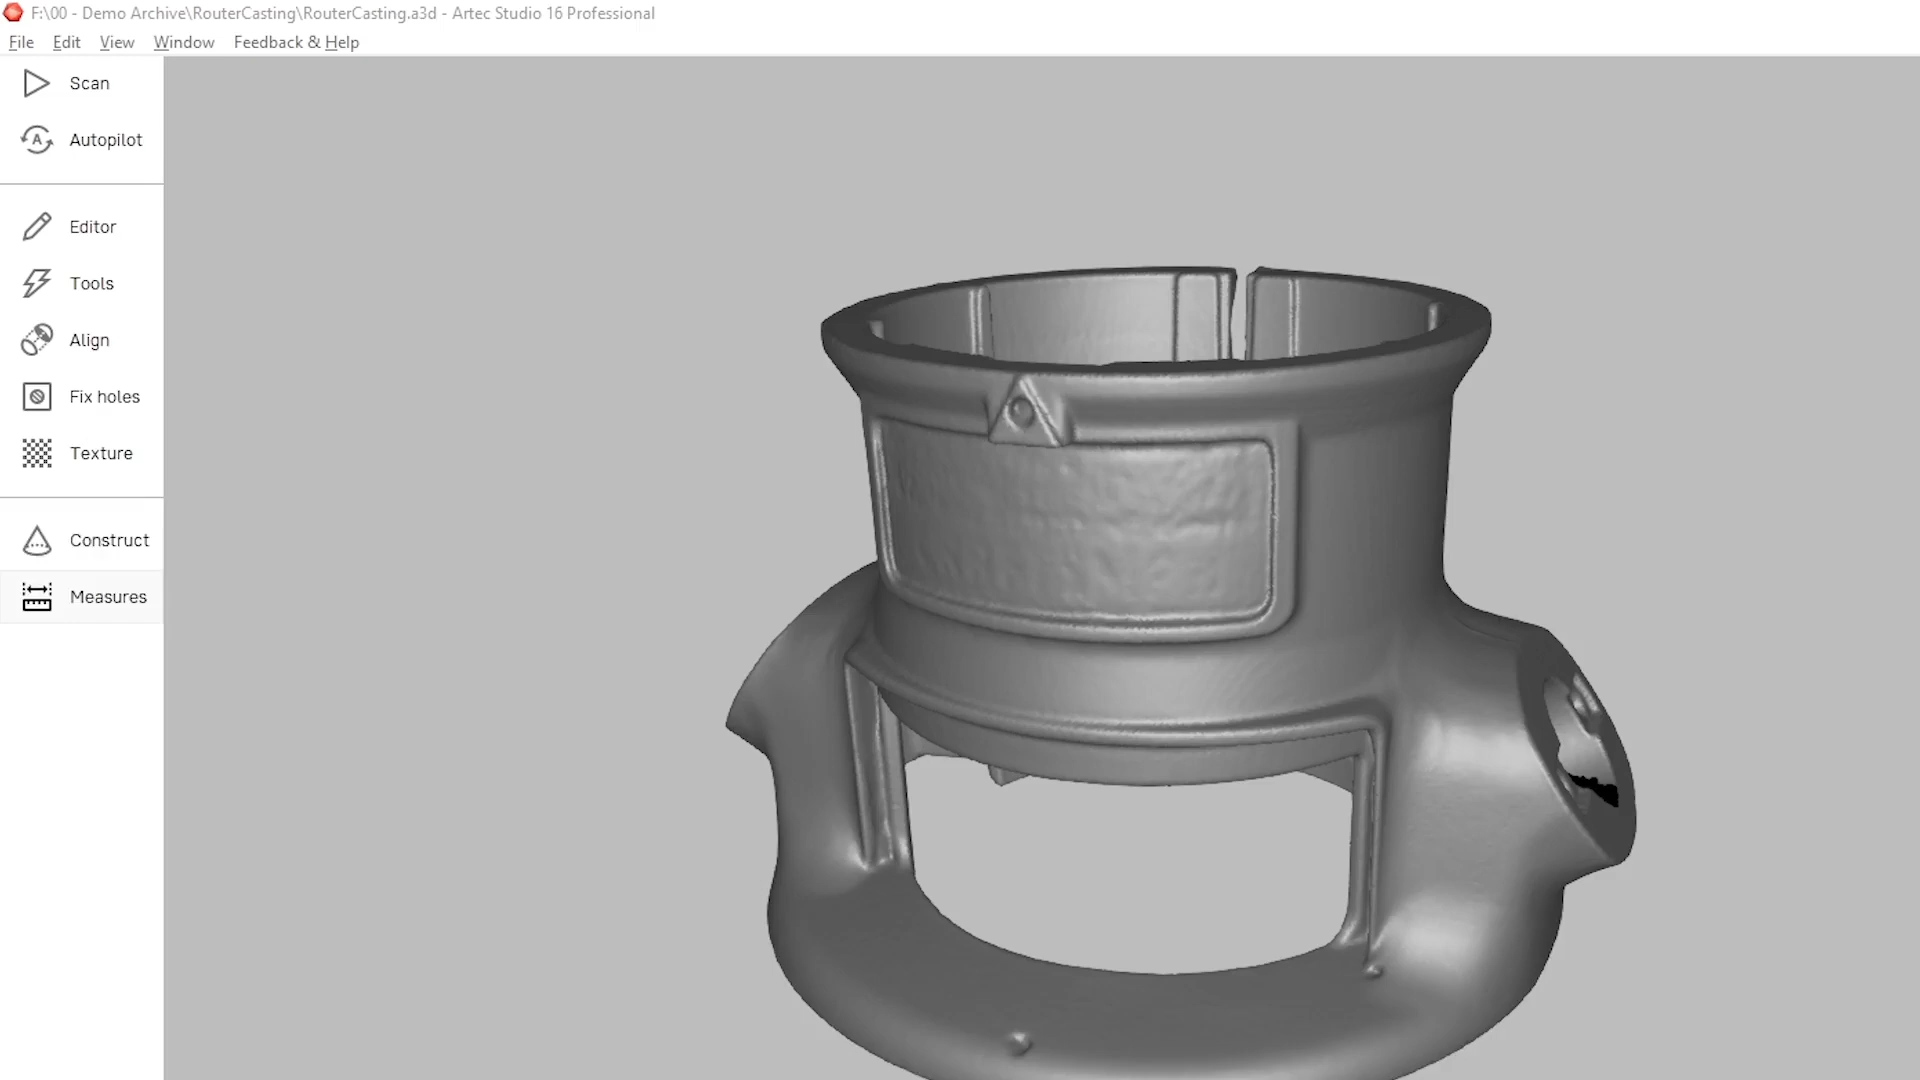 F:\00 - Demo Archive\RouterCasting\RouterCasting.a3d - Artec Studio 16 Professional
File Edit View Window Feedback & Help
Scan
A Autopilot
Editor
Tools
Align
Fix holes
Texture
Construct
Measures